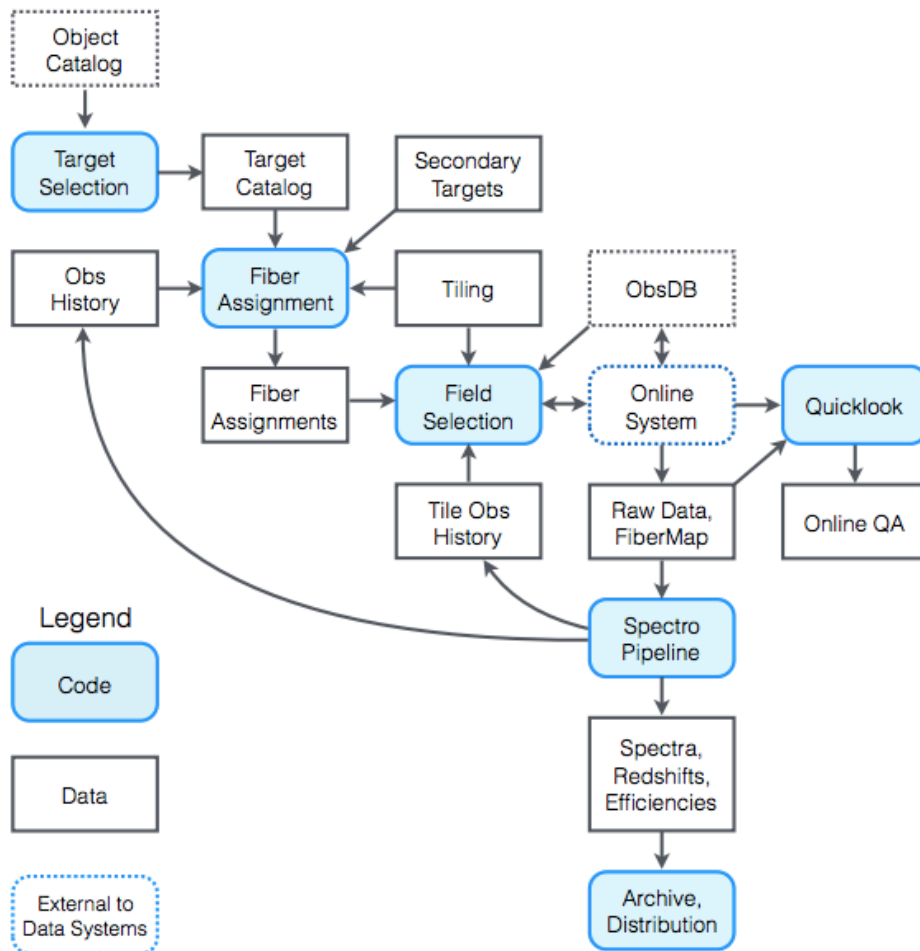 Object
Catalog
Target
Selection
Target
Catalog
Secondary
Targets
Obs
History
Fiber
Assignment
Tiling
ObsDB
Fiber
Assignments
Field
Selection
Online
System
Quicklook
Tile Obs
History
Raw Data,
FiberMap
Online QA
Legend
Code
Spectro
Pipeline
Data
Spectra,
Redshifts,
Efficiencies
External to
Data Systems
Archive,
Distribution